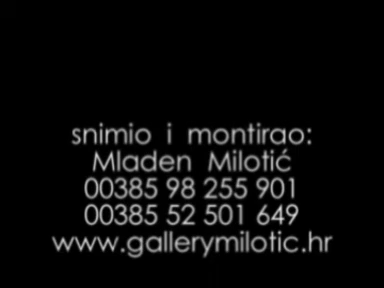 snimio i montirao:
Mladen Milotić
00385 98 255 901
00385 52 501 649
www.gallerymilotic.hr